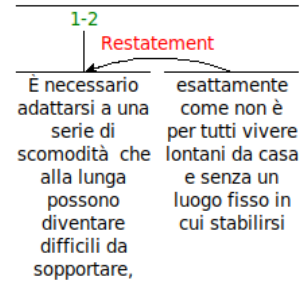 1-2
Restatement
È necessario
adattarsi a una
serie di
scomodità che
alla lunga
possono
diventare
difficili da
sopportare,
esattamente
come non è
per tutti vivere
lontani da casa
e senza un
luogo fisso in
cui stabilirsi